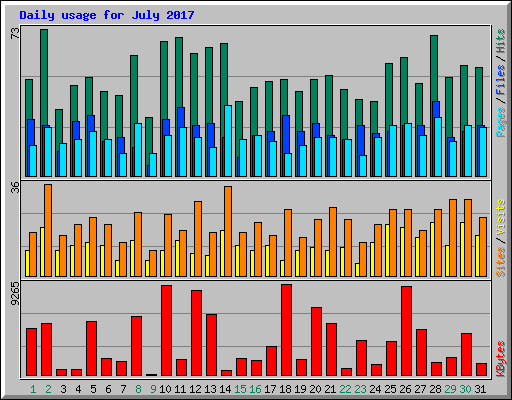 Daily usage for July 2017
73
36
9265
Pages / Files / Hits
Sites / Visits
KBytes
1 2 3 4 5 6 7 8 9 10 11 12 13 14 15 16 17 18 19 20 21 22 23 24 25 26 27 28 29 30 31